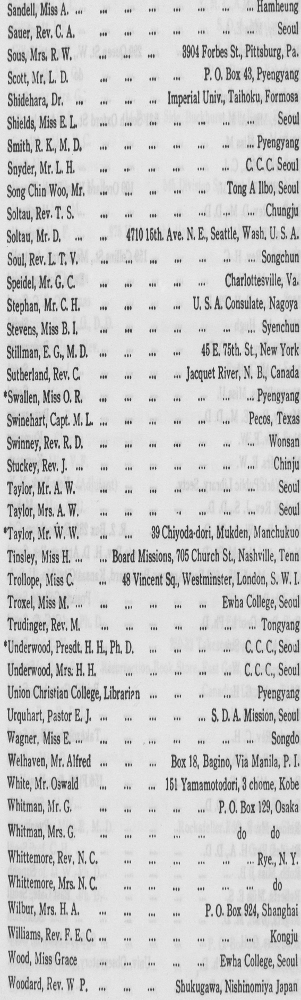 Sandell, Miss A. ... ... ... ... ... ... ... ... Hamheung
Sauer, Rev. C. A. ... ... ... ... ... ... ... Seoul
Sous, Mrs. R. W. ... ... ... 3904 Forbes St., Pittsburg, Pa.
Scott, Mr. L. D. ... ... ... ... P. O. Box 43, Pyengyang
Shidehara, Dr. ... ... ... ... Imperial Univ., Taihoku, Formosa
Shields, Miss E. L. ... ... ... ... ... ... ... Seoul
Smith, R. K., M. D. ... ... ... ... ... ... ... Pyengyang
Snyder, Mr. L. H. ... ... ... ... ... ... C. C. C. Seoul
Song Chin Woo, Mr. ... ... ... ... ... Tong A Ilbo, Seoul
Soltau, Rev. T. S. ... ... ... ... ... ... ... Chungju
Soltau, Mr. D. ... ... 4710 15th. Ave. N. E., Seattle, Wash. U. S. A.
Soul, Rev. L. T. V. ... ... ... ... ... ... ... Songchun
Speidel, Mr. G. C. ... ... ... ... ... Charlottesville, Va.
Stephan, Mr. C. H. ... ... ... ... U. S. A. Consulate, Nagoya
Stevens, Miss B. I. ... ... ... ... ... ... ... Syenchun
Stillman, E. G., M. D. ... ... ... ... 45 E. 75th. St., New York
Sutherland, Rev. C. ... ... ... ... Jacquet River, N. B., Canada
*Swallen, Miss O. R. ... ... ... ... ... ... ... Pyengyang
Swinehart, Capt. M. L. ... ... ... ... ... ... Pecos, Texas
Swinney, Rev. R. D. ... ... ... ... ... ... ... Wonsan
Stuckey, Rev. J. ... ... ... ... ... ... ... ... Chinju
Taylor, Mr. A. W. ... ... ... ... ... ... ... Seoul
Taylor, Mrs. A. W. ... ... ... .. ... ... ... Seoul
*Taylor, Mr. W. W. ... ... 39 Chiyoda-dori, Mukden, Manchukuo
Tinsley, Miss H. ... ... Board Missions, 705 Church St., Nashville, Tenn
Trollope, Miss C. ... 48 Vincent Sq., Westminster, London, S. W. I.
Troxel, Miss M. ... ... ... ... ... ... Ewha College, Seoul
Trudinger, Rev. M. ... ... ... ... ... ... ... Tongyang
*Underwood, Presdt. H. H., Ph. D. ... ... ... ... C. C. C., Seoul
Underwood, Mrs. H. H. ... ... ... ... ... C. C. C., Seoul
Union Christian College, Librarian ... ... .. ... Pyengyang
Urquhart, Pastor E. J. ... ... ... ... ... S. D. A. Mission, Seoul
Wagner, Miss E. ... ... ... ... ... ... ... ... Songdo
Welhaven, Mr. Alfred ... ... ... Box 18, Bagino, Via Manila, P. I.
White, Mr. Oswald ... ... ... 151 Yamamotodori, 3 chome, Kobe
Whitman, Mr. G. ... ... ... ... ... P. O. Box 129, Osaka
Whitman, Mrs. G. ... ... ... ... ... do do
Whittemore, Rev. N. C. ... ... ... ... ... ... Rye., N. Y.
Whittemore, Mrs. N. C. ... ... ... ... ... ... do
Wilbur, Mrs. H. A. ... ... ... ... ... P. O. Box 924, Shanghai
Williams, Rev. F. E. C. ... ... ... ... ... ... ... Kongju
Wood, Miss Grace ... ... ... ... ... Ewha College, Seoul
Woodard, Rev. W P. ... ... ... Shukugawa, Nishinomiya Japan